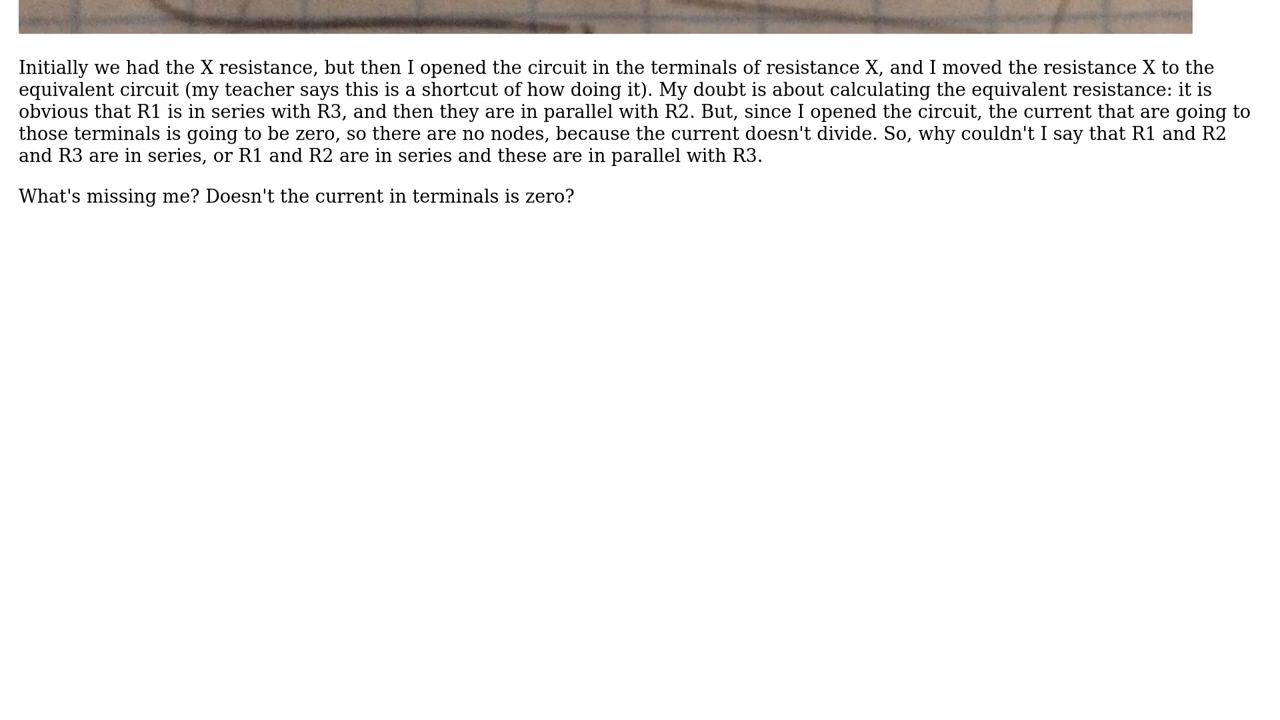 Initially we had the X resistance, but then I opened the circuit in the terminals of resistance X, and I moved the resistance X to the
equivalent circuit (my teacher says this is a shortcut of how doing it). My doubt is about calculating the equivalent resistance: it is
obvious that R1 is in series with R3, and then they are in parallel with R2. But, since I opened the circuit, the current that are going to
those terminals is going to be zero, so there are no nodes, because the current doesn't divide. So, why couldn't I say that R1 and R2
and R3 are in series, or R1 and R2 are in series and these are in parallel with R3.
What's missing me? Doesn't the current in terminals is zero?